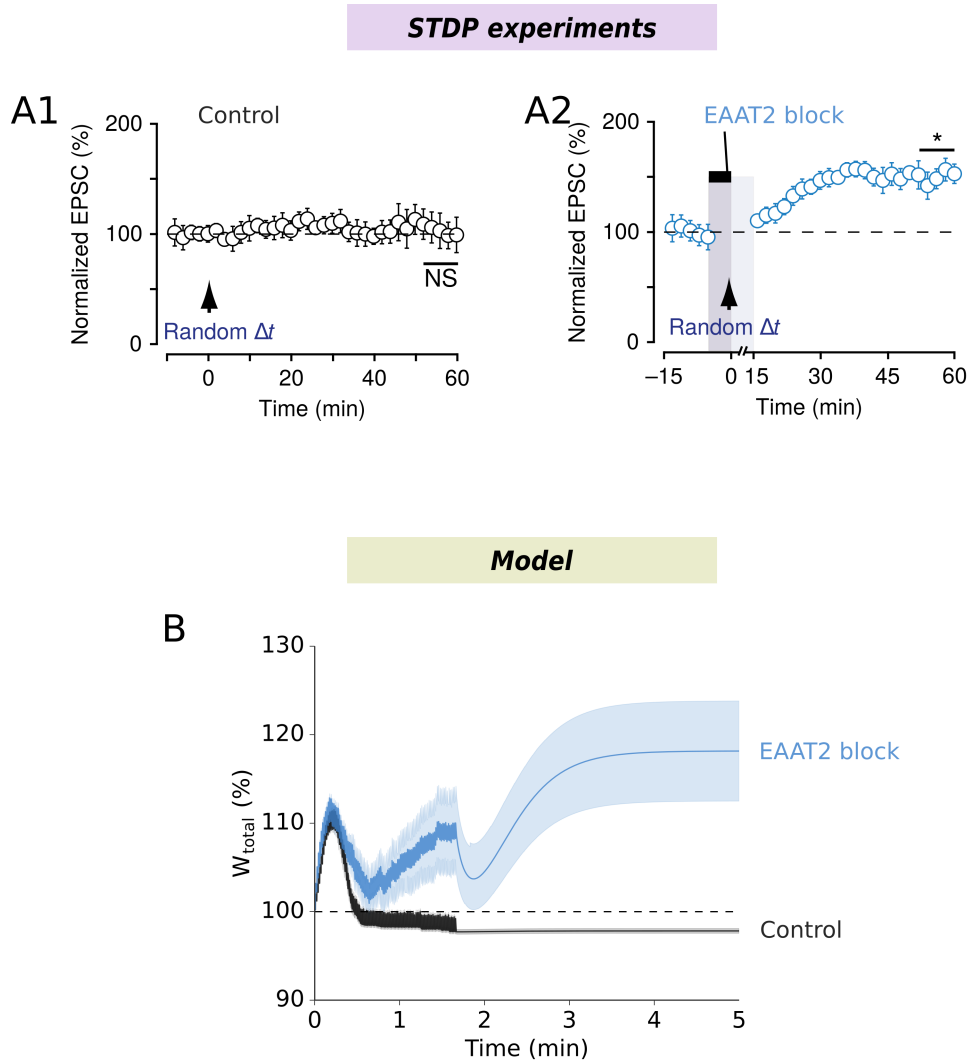 STDP experiments
A1
Control
Normalized EPSC (%)
200
100
0
NS
Random Δt
0
20
40
60
Time (min)
A2
EAAT2 block
Normalized EPSC (%)
200
100
0
*
Random Δt
−15
0
15
30
45
60
Time (min)
Model
B
W_total (%)
130
120
110
100
90
EAAT2 block
Control
0
1
2
3
4
5
Time (min)